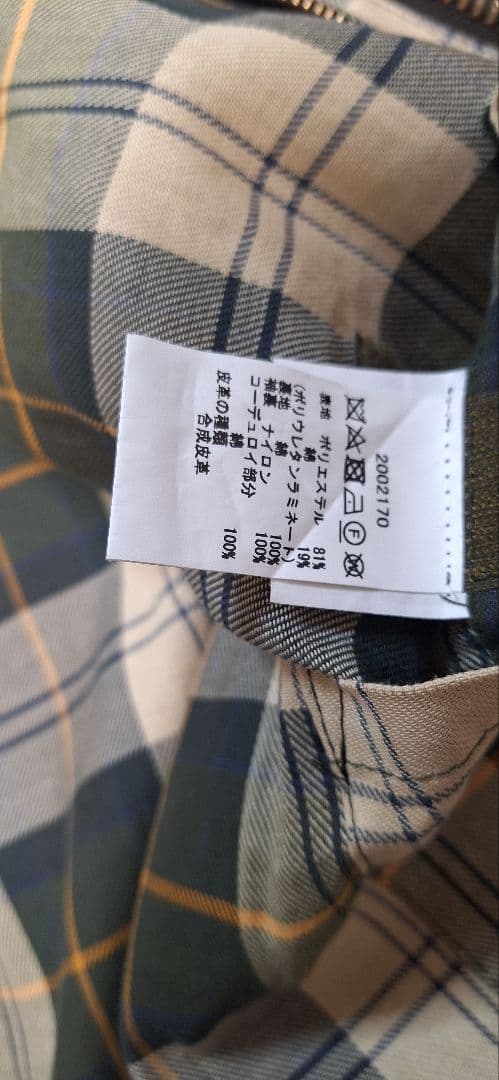 2002170
F W
表地 ポリエステル 81%
綿 19%
(ポリウレタンラミネート)
裏地 綿 100%
袖裏 ナイロン 100%
コーデュロイ部分
綿 100%
皮革の種類
合成皮革